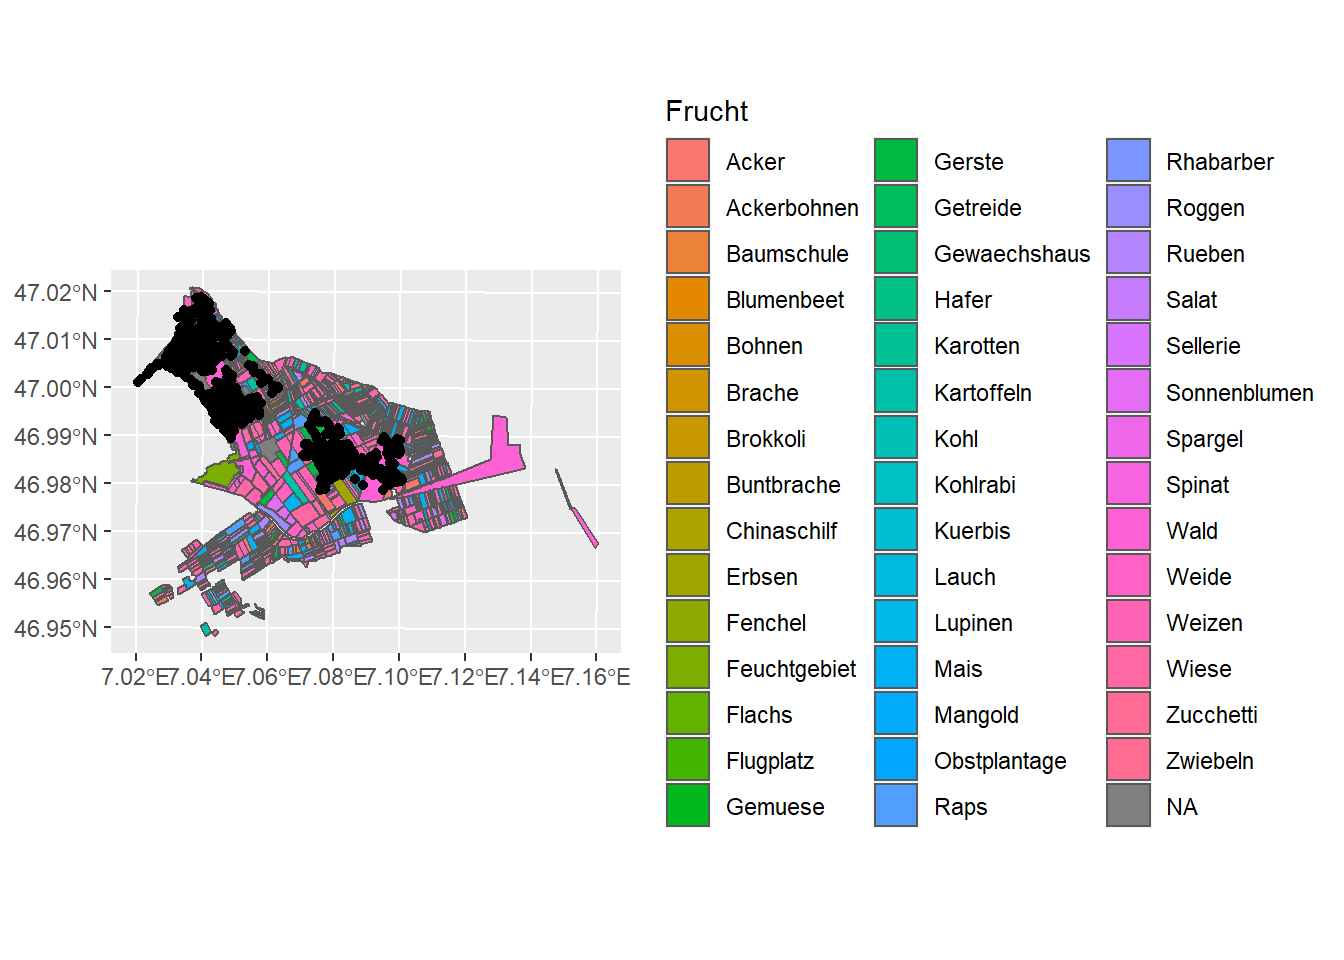 Frucht
Acker
Ackerbohnen
Baumschule
Blumenbeet
Bohnen
Brache
Brokkoli
Buntbrache
Chinaschilf
Erbsen
Fenchel
Feuchtgebiet
Flachs
Flugplatz
Gemuese
Gerste
Getreide
Gewaechshaus
Hafer
Karotten
Kartoffeln
Kohl
Kohlrabi
Kuerbis
Lauch
Lupinen
Mais
Mangold
Obstplantage
Raps
Rhabarber
Roggen
Rueben
Salat
Sellerie
Sonnenblumen
Spargel
Spinat
Wald
Weide
Weizen
Wiese
Zucchetti
Zwiebeln
NA
47.02°N
47.01°N
47.00°N
46.99°N
46.98°N
46.97°N
46.96°N
46.95°N
7.02°E 7.04°E 7.06°E 7.08°E 7.10°E 7.12°E 7.14°E 7.16°E